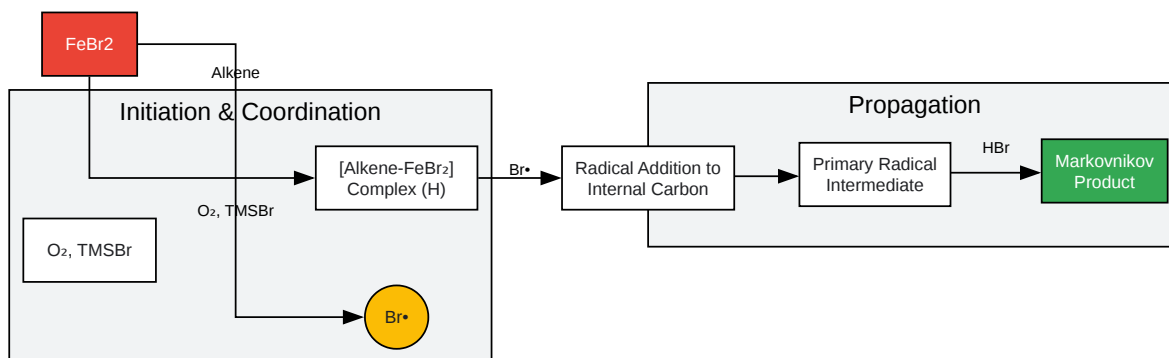 FeBr2
Alkene
Initiation & Coordination
Propagation
[Alkene-FeBr₂]
Complex (H)
Br•
Radical Addition to
Internal Carbon
Primary Radical
Intermediate
HBr
Markovnikov
Product
O₂, TMSBr
O₂, TMSBr
Br•